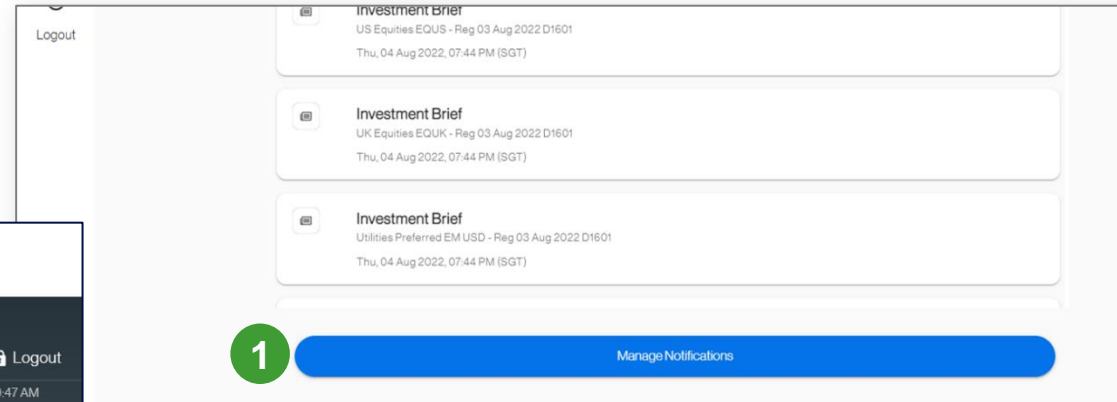 Logout
Investment Brief
US Equities EQUS - Reg 03 Aug 2022 D1601
Thu, 04 Aug 2022, 07:44 PM (SGT)
Investment Brief
UK Equities EQUK - Reg 03 Aug 2022 D1601
Thu, 04 Aug 2022, 07:44 PM (SGT)
Investment Brief
Utilities Preferred EM USD - Reg 03 Aug 2022 D1601
Thu, 04 Aug 2022, 07:44 PM (SGT)
Logout
:47 AM
1
Manage Notifications